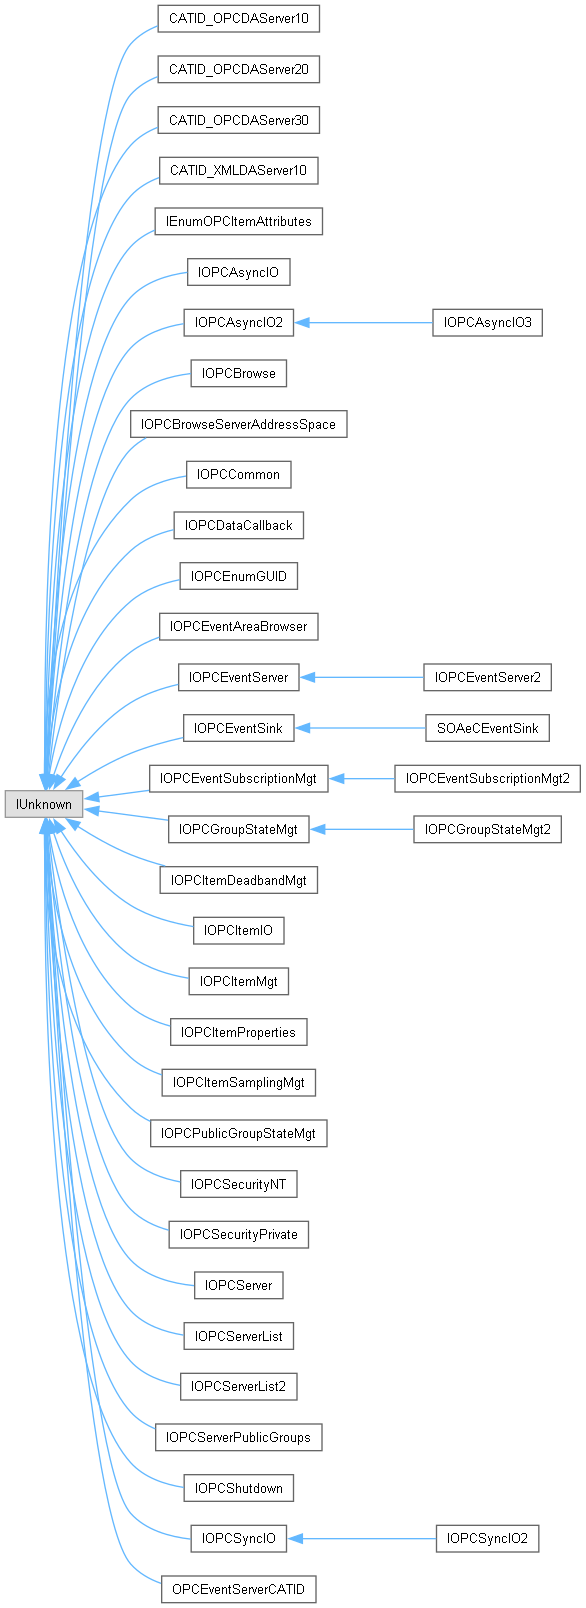 CATID_OPCDAServer10
CATID_OPCDAServer20
CATID_OPCDAServer30
CATID_XMLDAServer10
IEnumOPCItemAttributes
IOPCAsyncIO
IOPCAsyncIO2
IOPCAsyncIO3
IOPCBrowse
IOPCBrowseServerAddressSpace
IOPCCommon
IOPCDataCallback
IOPCEnumGUID
IOPCEventAreaBrowser
IOPCEventServer
IOPCEventServer2
IOPCEventSink
SOAeCEventSink
IOPCEventSubscriptionMgt
IOPCEventSubscriptionMgt2
IUnknown
IOPCGroupStateMgt
IOPCGroupStateMgt2
IOPCItemDeadbandMgt
IOPCItemIO
IOPCItemMgt
IOPCItemProperties
IOPCItemSamplingMgt
IOPCPublicGroupStateMgt
IOPCSecurityNT
IOPCSecurityPrivate
IOPCServer
IOPCServerList
IOPCServerList2
IOPCServerPublicGroups
IOPCShutdown
IOPCSyncIO
IOPCSyncIO2
OPCEventServerCATID